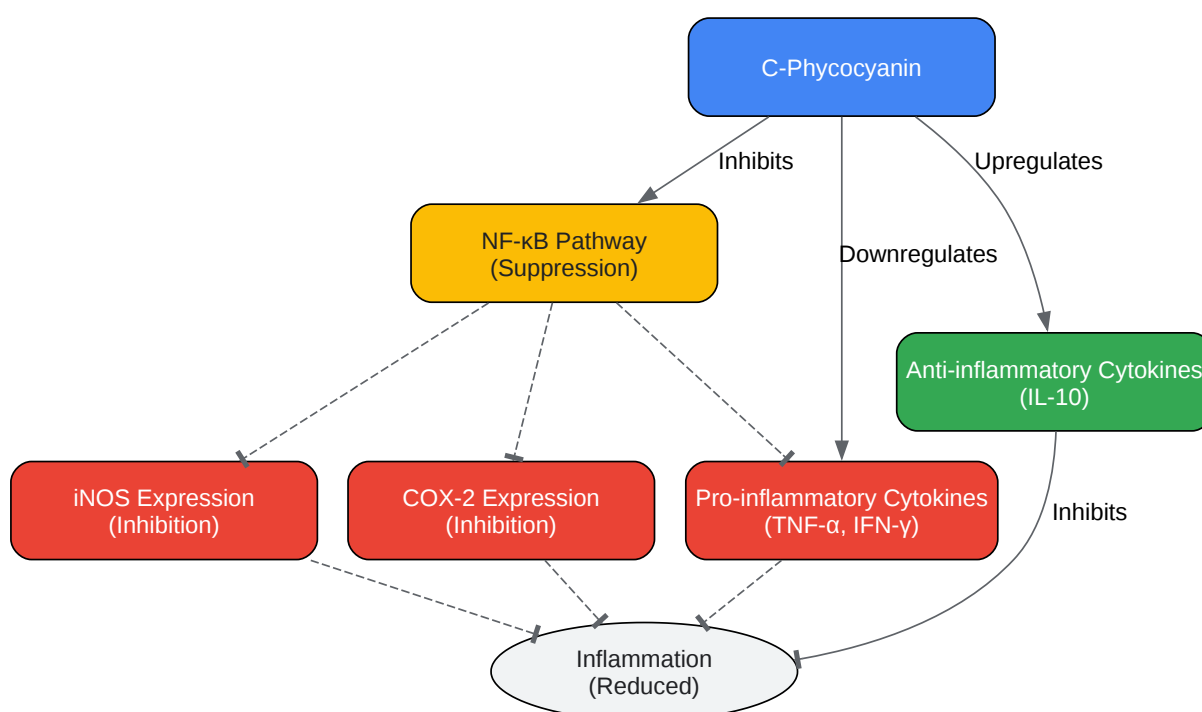 C-Phycocyanin
Inhibits
Upregulates
NF-κB Pathway
(Suppression)
Downregulates
Anti-inflammatory Cytokines
(IL-10)
iNOS Expression
(Inhibition)
COX-2 Expression
(Inhibition)
Pro-inflammatory Cytokines
(TNF-α, IFN-γ)
Inhibits
Inflammation
(Reduced)